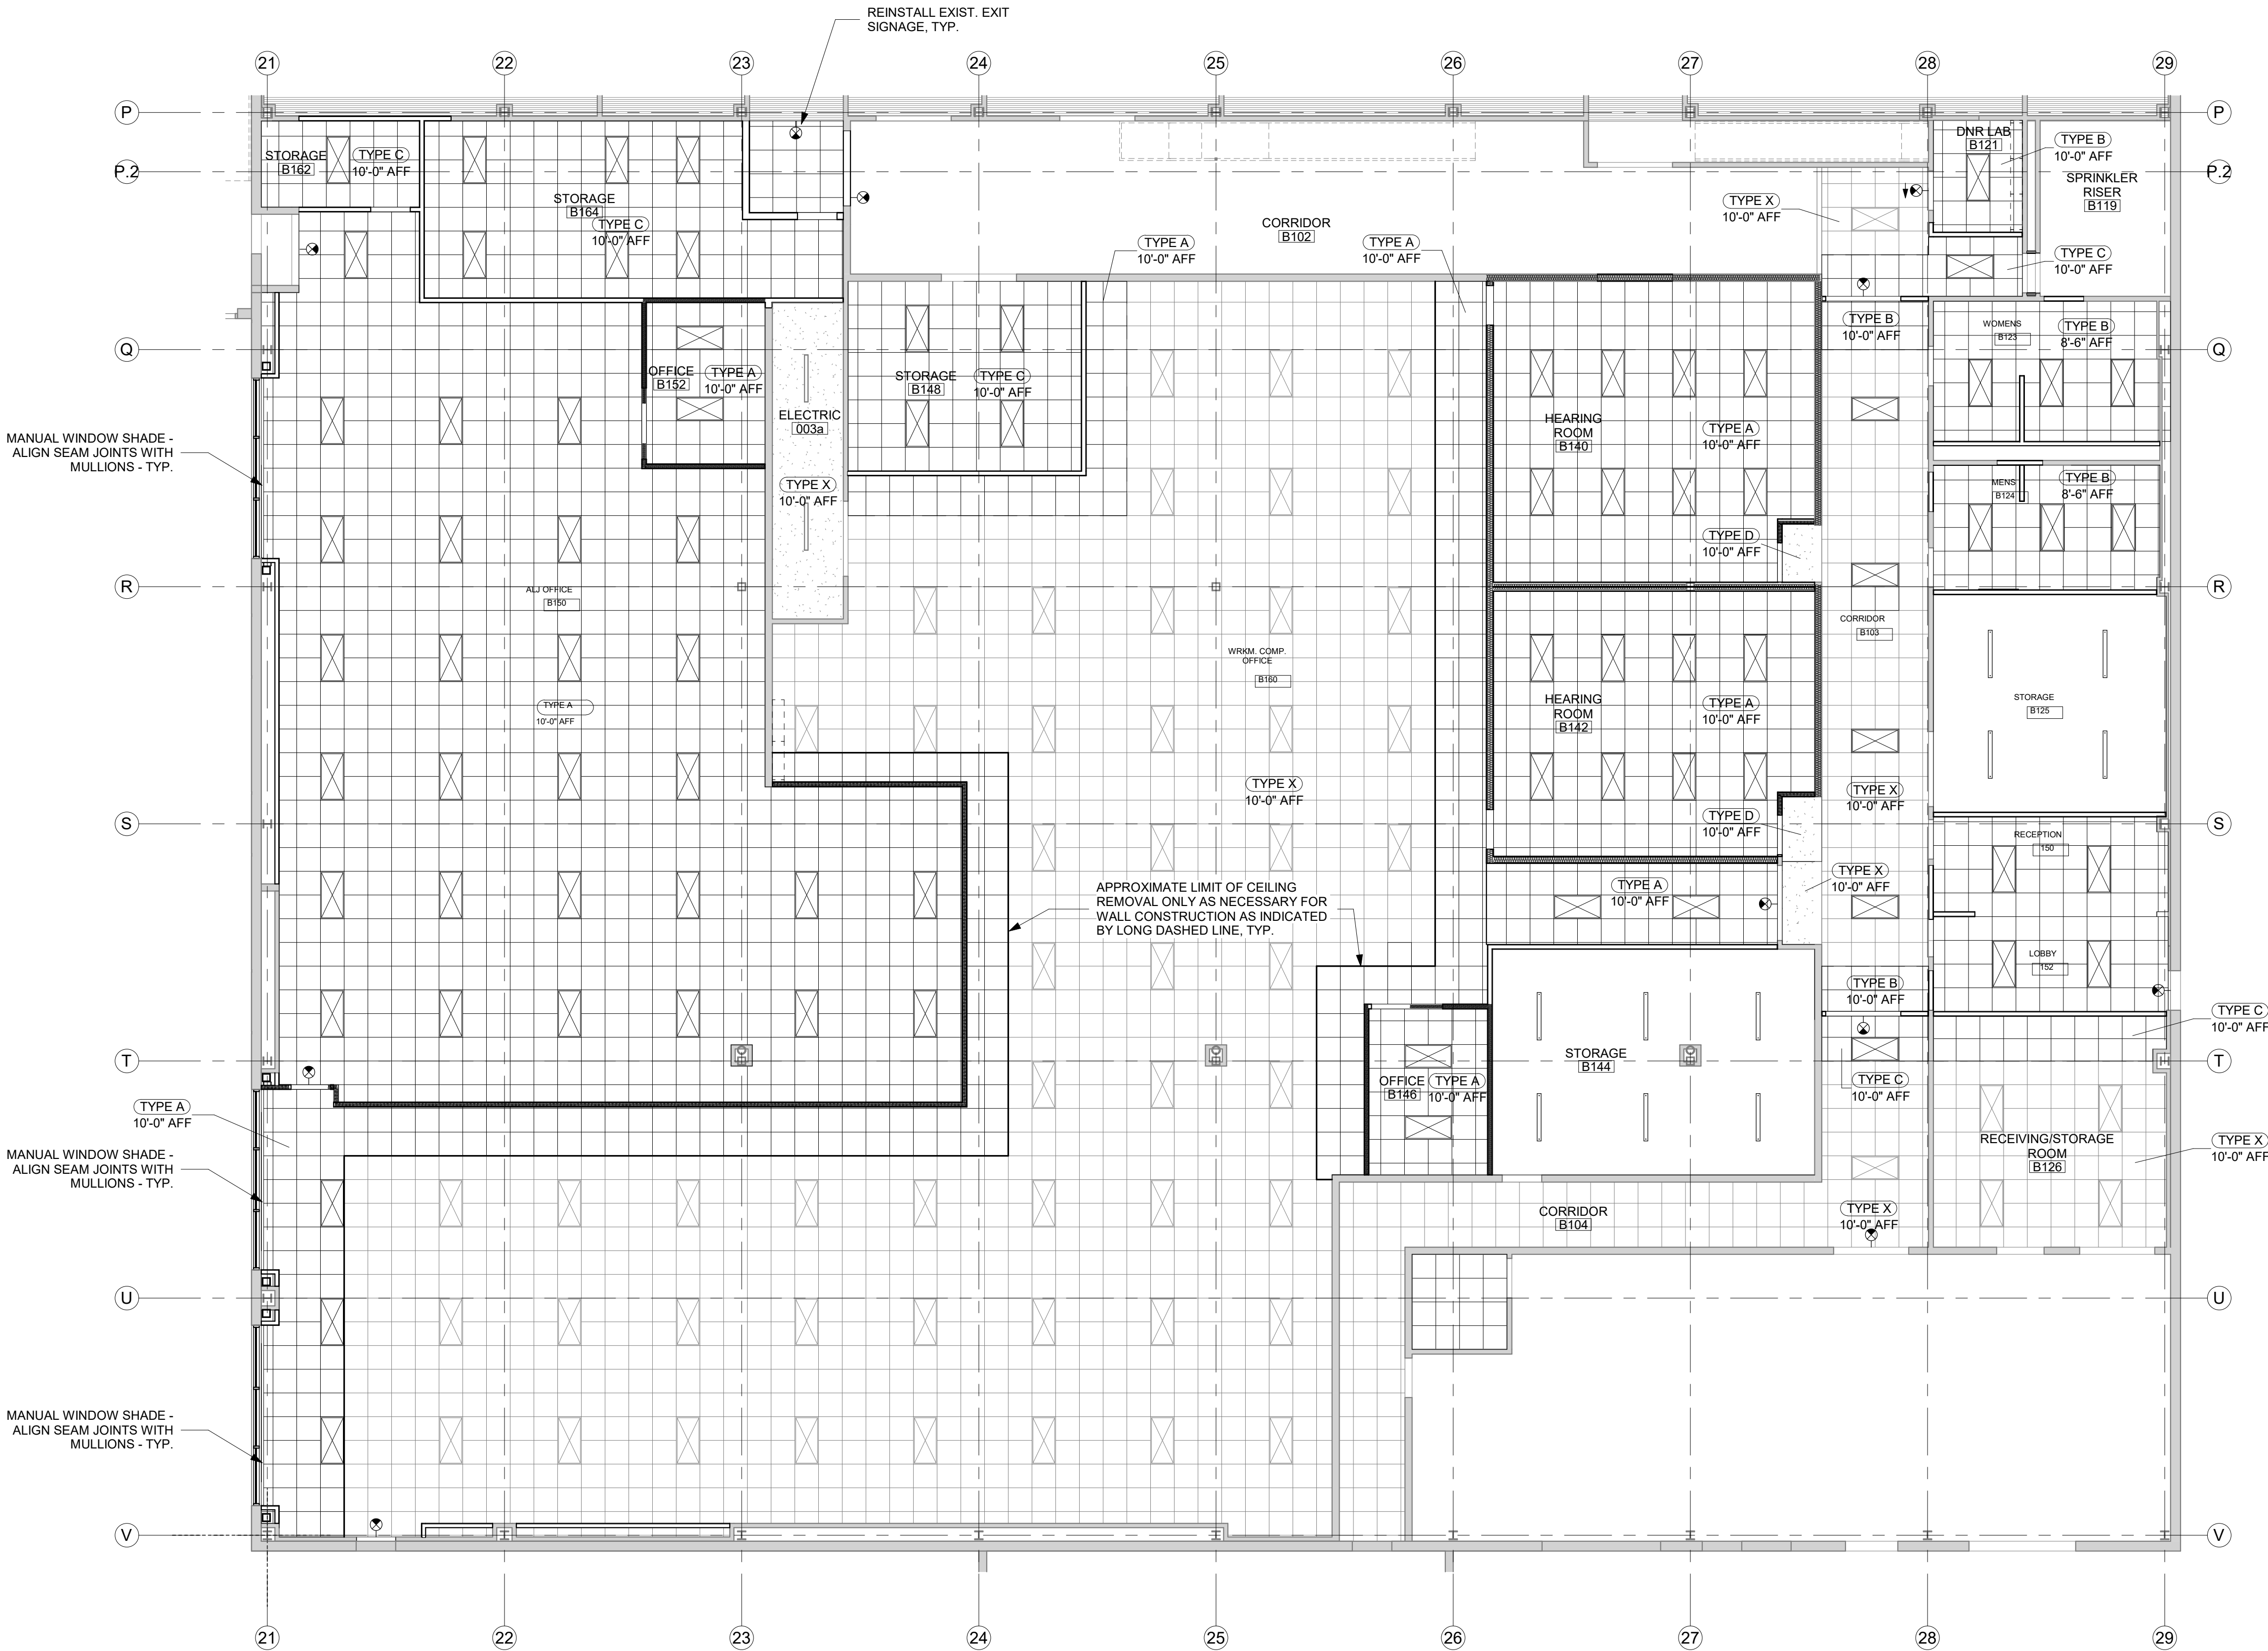 REINSTALL EXIST. EXIT
SIGNAGE, TYP.
21
22
23
24
25
26
27
28
29
P
P
P.2
P.2
STORAGE
B162
TYPE C
10'-0" AFF
STORAGE
B164
TYPE C
10'-0" AFF
CORRIDOR
B102
TYPE A
10'-0" AFF
TYPE A
10'-0" AFF
TYPE X
10'-0" AFF
DNR LAB
B121
TYPE B
10'-0" AFF
SPRINKLER
RISER
B119
TYPE C
10'-0" AFF
Q
Q
OFFICE
B152
TYPE A
10'-0" AFF
ELECTRIC
003a
TYPE X
10'-0" AFF
STORAGE
B148
TYPE C
10'-0" AFF
HEARING
ROOM
B140
TYPE A
10'-0" AFF
TYPE D
10'-0" AFF
TYPE B
10'-0" AFF
WOMENS
B123
TYPE B
8'-6" AFF
MENS
B124
TYPE B
8'-6" AFF
MANUAL WINDOW SHADE -
ALIGN SEAM JOINTS WITH
MULLIONS - TYP.
R
R
ALJ OFFICE
B150
TYPE A
10'-0" AFF
WRKM. COMP.
OFFICE
B160
TYPE X
10'-0" AFF
HEARING
ROOM
B142
TYPE A
10'-0" AFF
TYPE D
10'-0" AFF
CORRIDOR
B103
TYPE X
10'-0" AFF
STORAGE
B125
S
S
RECEPTION
150
TYPE X
10'-0" AFF
TYPE A
10'-0" AFF
APPROXIMATE LIMIT OF CEILING
REMOVAL ONLY AS NECESSARY FOR
WALL CONSTRUCTION AS INDICATED
BY LONG DASHED LINE, TYP.
LOBBY
152
TYPE B
10'-0" AFF
TYPE C
10'-0" AFF
T
T
OFFICE
B146
TYPE A
10'-0" AFF
STORAGE
B144
TYPE C
10'-0" AFF
TYPE A
10'-0" AFF
MANUAL WINDOW SHADE -
ALIGN SEAM JOINTS WITH
MULLIONS - TYP.
RECEIVING/STORAGE
ROOM
B126
TYPE X
10'-0" AFF
CORRIDOR
B104
TYPE X
10'-0" AFF
U
U
MANUAL WINDOW SHADE -
ALIGN SEAM JOINTS WITH
MULLIONS - TYP.
V
V
21
22
23
24
25
26
27
28
29